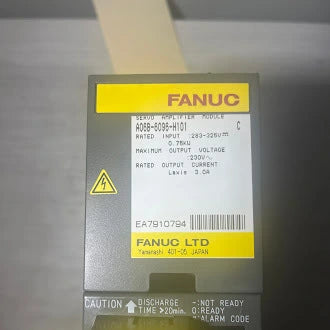 FANUC
SERVO AMPLIFIER MODULE
A06B-6096-H101 C
RATED INPUT :283-325V⎓
0.75kW
MAXIMUM OUTPUT VOLTAGE
:230V~
RATED OUTPUT CURRENT
Laxis 3.0A
EA7910794
FANUC LTD
Yamanashi 401-05 JAPAN
CAUTION DISCHARGE -:NOT READY
TIME >20min. 0:READY
:ALARM CODE